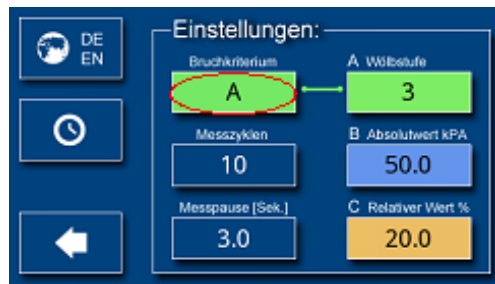 DE
EN
Einstellungen:
Bruchkriterium
A Wölbstufe
A
3
Messzyklen
B Absolutwert kPA
10
50.0
Messpause [Sek.]
C Relativer Wert %
3.0
20.0